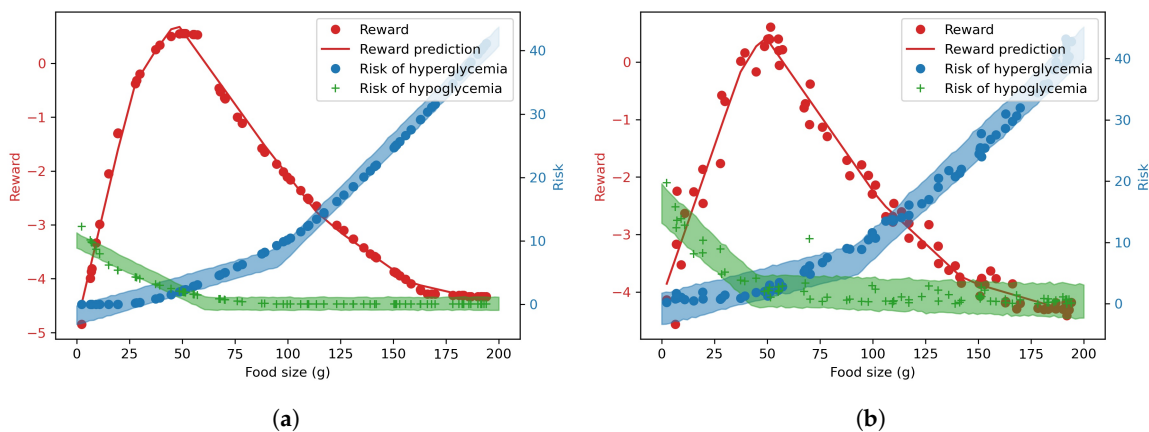 Reward
Reward prediction
Risk of hyperglycemia
Risk of hypoglycemia
0
−1
−2
−3
−4
−5
Reward
40
30
20
10
0
Risk
0 25 50 75 100 125 150 175 200
Food size (g)
(a)
Reward
Reward prediction
Risk of hyperglycemia
Risk of hypoglycemia
0
−1
−2
−3
−4
Reward
40
30
20
10
0
Risk
0 25 50 75 100 125 150 175 200
Food size (g)
(b)